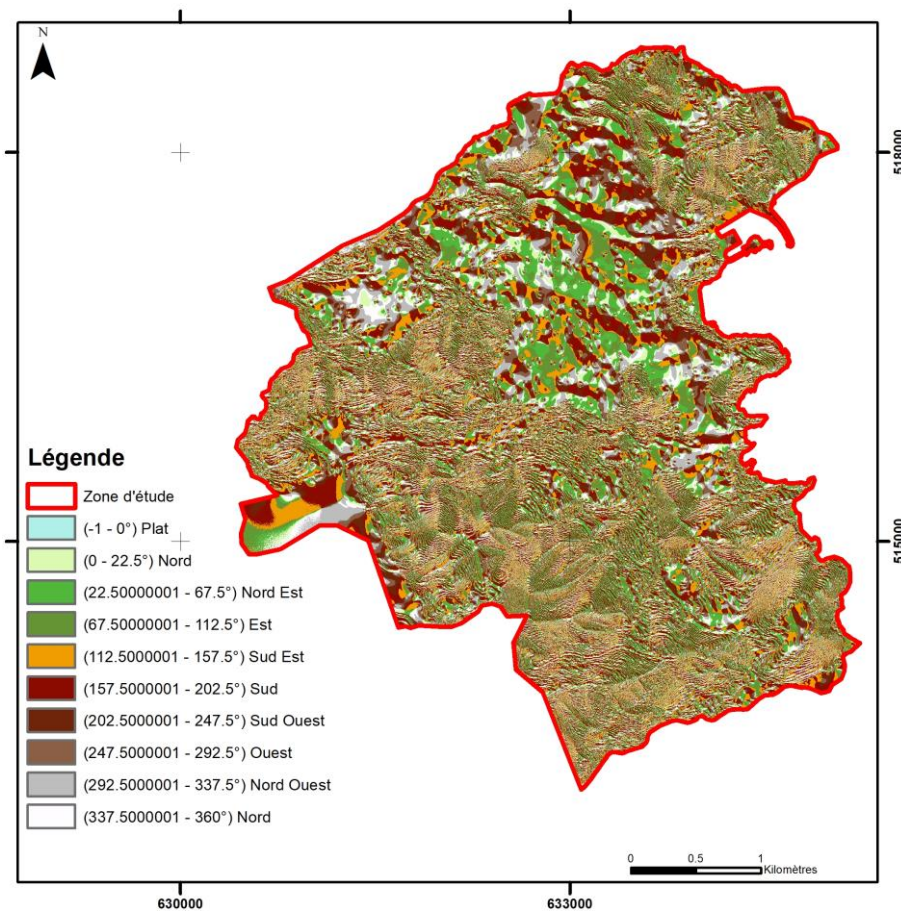 N
518000
Légende
Zone d'étude
(-1 - 0°) Plat
(0 - 22.5°) Nord
(22.50000001 - 67.5°) Nord Est
(67.50000001 - 112.5°) Est
(112.5000001 - 157.5°) Sud Est
(157.5000001 - 202.5°) Sud
(202.5000001 - 247.5°) Sud Ouest
(247.5000001 - 292.5°) Ouest
(292.5000001 - 337.5°) Nord Ouest
(337.5000001 - 360°) Nord
515000
0 0.5 1
Kilomètres
630000 633000